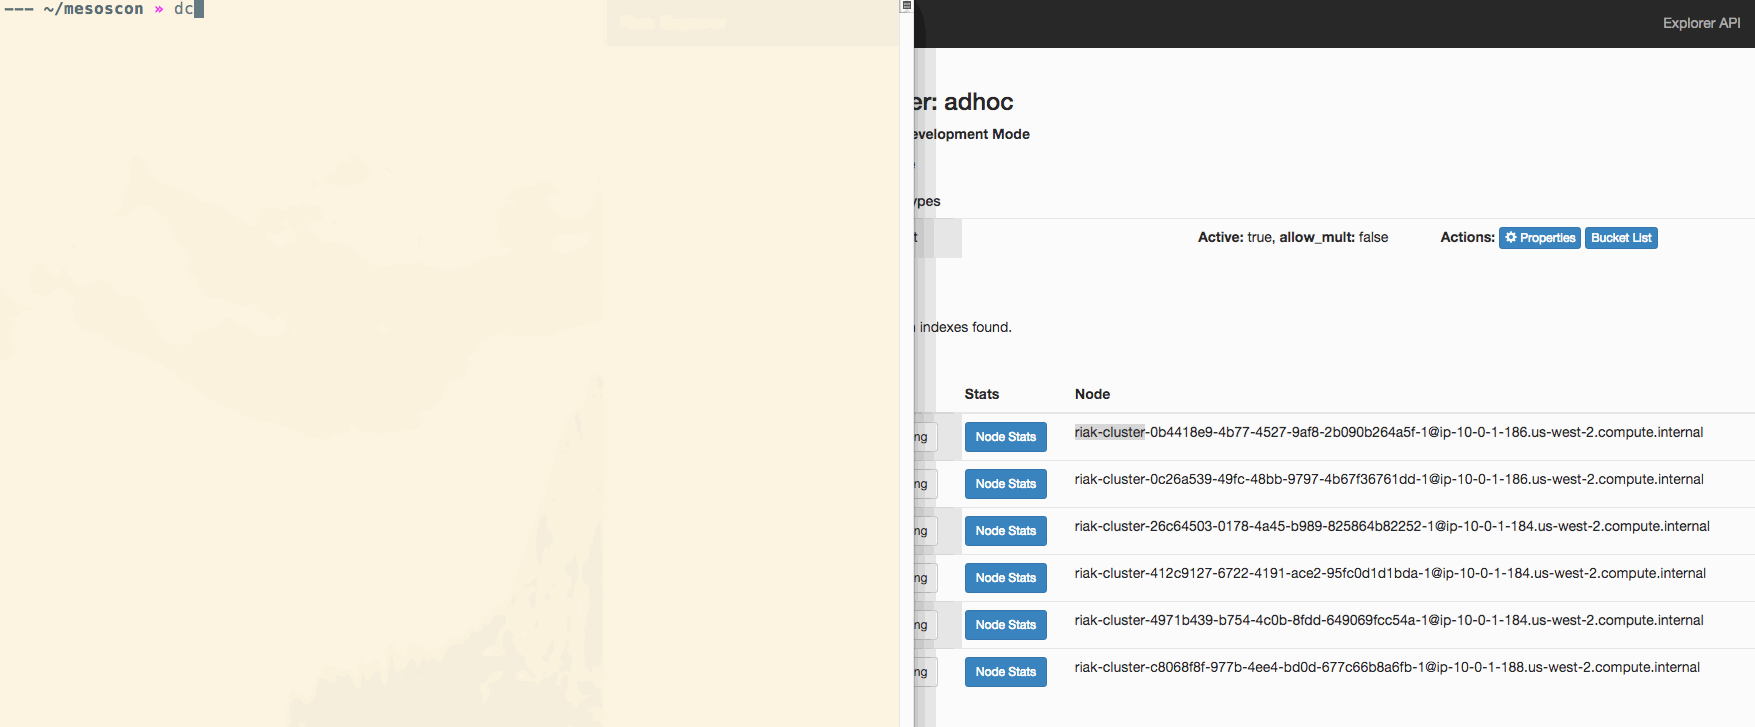 --- ~/mesoscon » dc
Explorer API
er: adhoc
evelopment Mode
ypes
t
Active: true, allow_mult: false
Actions: Properties Bucket List
indexes found.
Stats Node
ng Node Stats riak-cluster-0b4418e9-4b77-4527-9af8-2b090b264a5f-1@ip-10-0-1-186.us-west-2.compute.internal
ng Node Stats riak-cluster-0c26a539-49fc-48bb-9797-4b67f36761dd-1@ip-10-0-1-186.us-west-2.compute.internal
ng Node Stats riak-cluster-26c64503-0178-4a45-b989-825864b82252-1@ip-10-0-1-184.us-west-2.compute.internal
ng Node Stats riak-cluster-412c9127-6722-4191-ace2-95fc0d1d1bda-1@ip-10-0-1-184.us-west-2.compute.internal
ng Node Stats riak-cluster-4971b439-b754-4c0b-8fdd-649069fcc54a-1@ip-10-0-1-184.us-west-2.compute.internal
ng Node Stats riak-cluster-c8068f8f-977b-4ee4-bd0d-677c66b8a6fb-1@ip-10-0-1-188.us-west-2.compute.internal